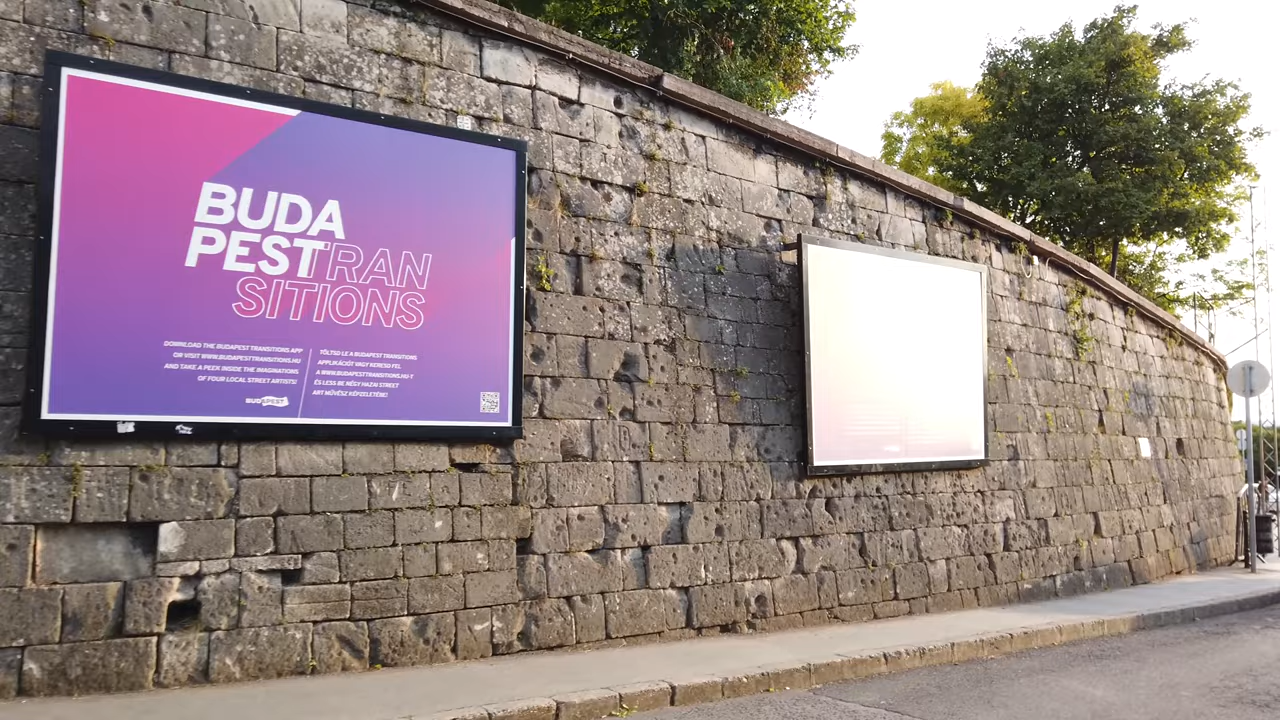 BUDA
PESTTRAN
SITIONS
DOWNLOAD THE BUDAPEST TRANSITIONS APP
OR VISIT WWW.BUDAPESTTRANSITIONS.HU
AND TAKE A PEEK INSIDE THE IMAGINATIONS
OF FOUR LOCAL STREET ARTISTS!
TÖLTSD LE A BUDAPEST TRANSITIONS
APPLIKÁCIÓT VAGY KERESD FEL
A WWW.BUDAPESTTRANSITIONS.HU-T
ÉS LESS BE NÉGY HAZAI STREET
ART MŰVÉSZ KÉPZELETÉBE!
BUDAPEST